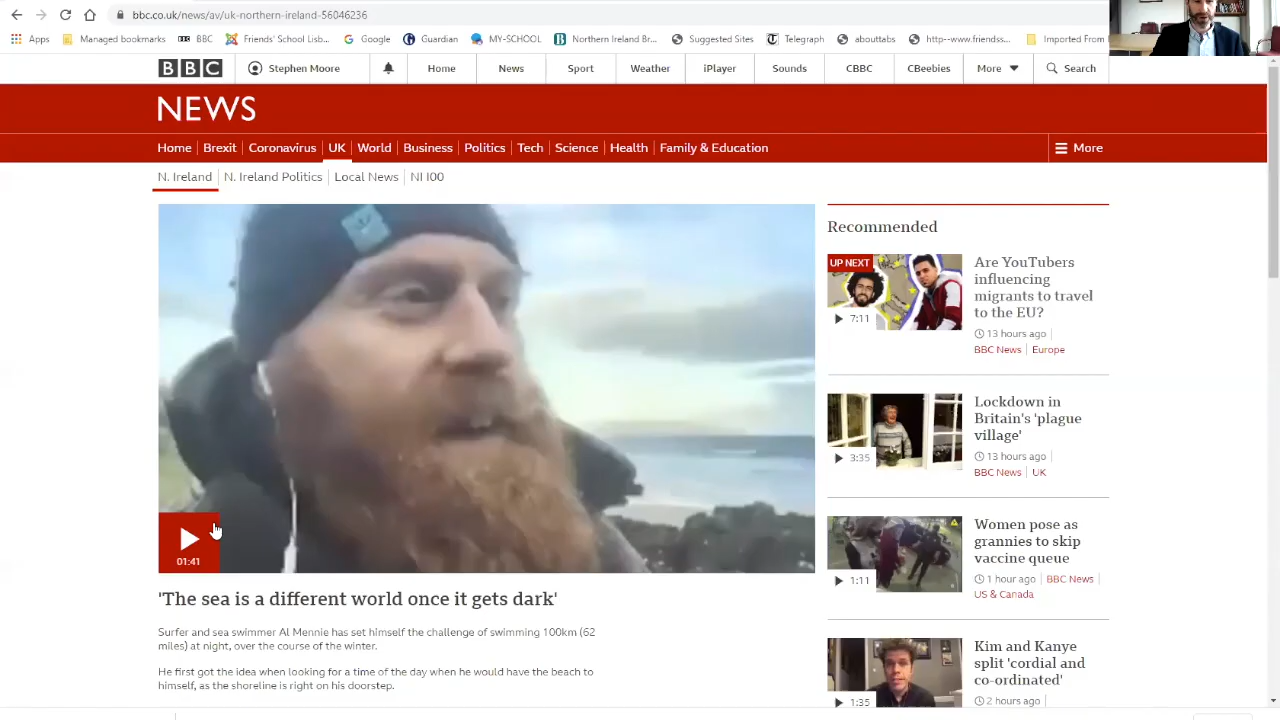 bbc.co.uk/news/av/uk-northern-ireland-56046236
Apps Managed bookmarks BBC Friends' School Lisb... Google Guardian MY-SCHOOL Northern Ireland Br... Suggested Sites Telegraph abouttabs http--www.friendss... Imported From
BBC Stephen Moore Home News Sport Weather iPlayer Sounds CBBC CBeebies More Search
NEWS
Home Brexit Coronavirus UK World Business Politics Tech Science Health Family & Education More
N. Ireland N. Ireland Politics Local News NI 100
01:41
'The sea is a different world once it gets dark'
Surfer and sea swimmer Al Mennie has set himself the challenge of swimming 100km (62
miles) at night, over the course of the winter.
He first got the idea when looking for a time of the day when he would have the beach to
himself, as the shoreline is right on his doorstep.
Recommended
UP NEXT
7:11
Are YouTubers
influencing
migrants to travel
to the EU?
13 hours ago
BBC News Europe
3:35
Lockdown in
Britain's 'plague
village'
13 hours ago
BBC News UK
1:11
Women pose as
grannies to skip
vaccine queue
1 hour ago BBC News
US & Canada
1:35
Kim and Kanye
split 'cordial and
co-ordinated'
2 hours ago